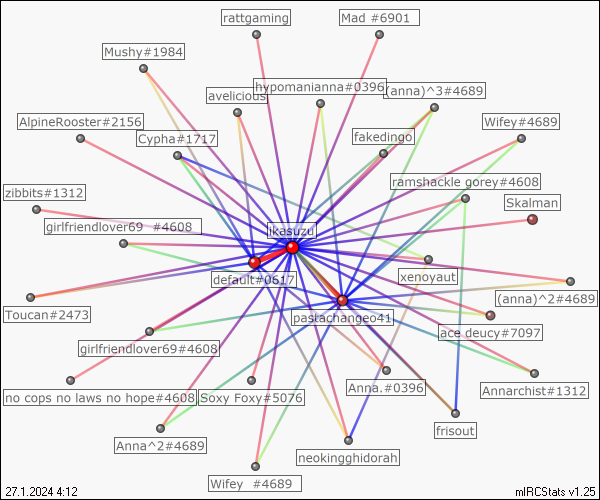 rattgaming
Mad #6901
Mushy#1984
hypomanianna#0396
(anna)^3#4689
avelicious
AlpineRooster#2156
Wifey#4689
Cypha#1717
fakedingo
ramshackle gorey#4608
zibbits#1312
Skalman
girlfriendlover69 #4608
ikasuzu
default#0617
xenoyaut
(anna)^2#4689
Toucan#2473
pastachangeo41
ace deucy#7097
girlfriendlover69#4608
Anna.#0396
Annarchist#1312
no cops no laws no hope#4608
Soxy Foxy#5076
frisout
Anna^2#4689
neokingghidorah
Wifey #4689
27.1.2024 4:12
mIRCStats v1.25